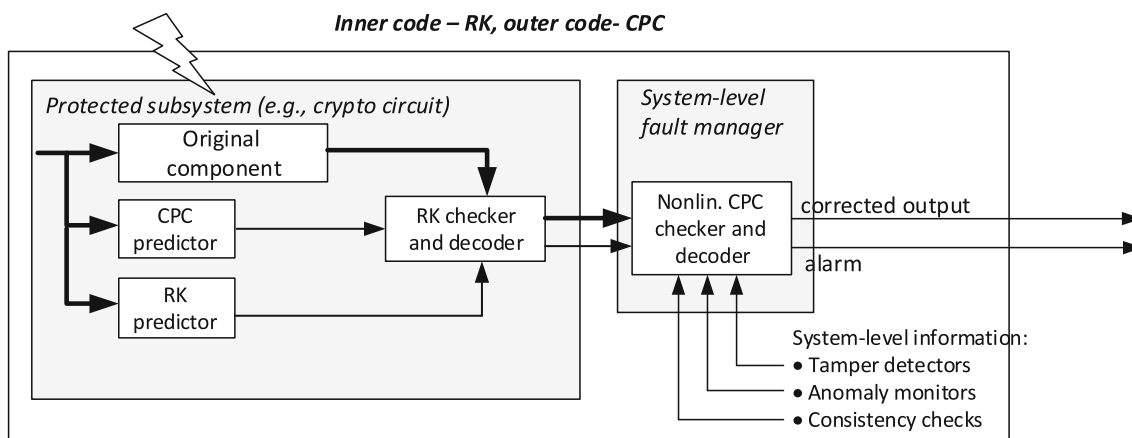 Inner code – RK, outer code- CPC
Protected subsystem (e.g., crypto circuit)
Original
component
CPC
predictor
RK
predictor
RK checker
and decoder
System-level
fault manager
Nonlin. CPC
checker and
decoder
corrected output
alarm
System-level information:
● Tamper detectors
● Anomaly monitors
● Consistency checks